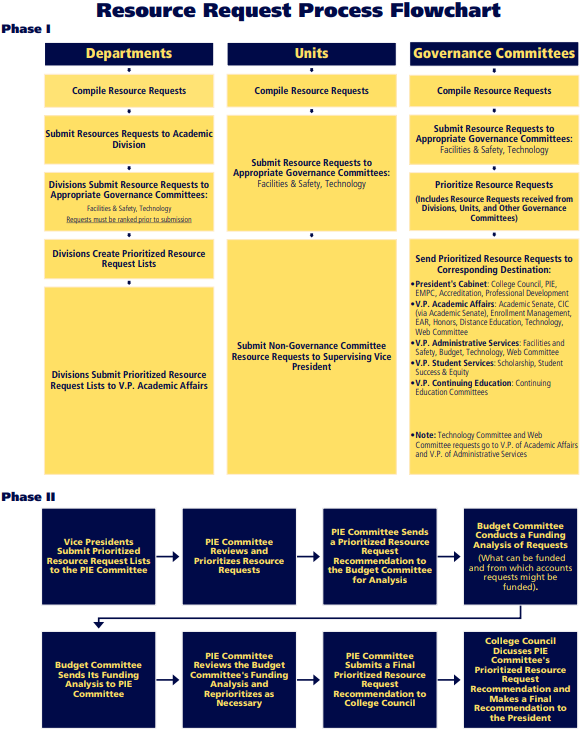 Resource Request Process Flowchart
Phase I
Departments
Compile Resource Requests
Submit Resources Requests to Academic
Division
Divisions Submit Resource Requests to
Appropriate Governance Committees:
Facilities & Safety, Technology
Requests must be ranked prior to submission
Divisions Create Prioritized Resource
Request Lists
Divisions Submit Prioritized Resource
Request Lists to V.P. Academic Affairs
Units
Compile Resource Requests
Submit Resource Requests to
Appropriate Governance Committees:
Facilities & Safety, Technology
Submit Non-Governance Committee
Resource Requests to Supervising Vice
President
Governance Committees
Compile Resource Requests
Submit Resource Requests to
Appropriate Governance Committees:
Facilities & Safety, Technology
Prioritize Resource Requests
(Includes Resource Requests received from
Divisions, Units, and Other Governance
Committees)
Send Prioritized Resource Requests to
Corresponding Destination:
•President's Cabinet: College Council, PIE,
EMPC, Accreditation, Professional Development
•V.P. Academic Affairs: Academic Senate, CIC
(via Academic Senate), Enrollment Management,
EAR, Honors, Distance Education, Technology,
Web Committee
•V.P. Administrative Services: Facilities and
Safety, Budget, Technology, Web Committee
•V.P. Student Services: Scholarship, Student
Success & Equity
•V.P. Continuing Education: Continuing
Education Committees
•Note: Technology Committee and Web
Committee requests go to V.P. of Academic Affairs
and V.P. of Administrative Services
Phase II
Vice Presidents
Submit Prioritized
Resource Request Lists
to the PIE Committee
PIE Committee
Reviews and
Prioritizes Resource
Requests
PIE Committee Sends
a Prioritized Resource
Request
Recommendation to
the Budget Committee
for Analysis
Budget Committee
Conducts a Funding
Analysis of Requests
(What can be funded
and from which accounts
requests might be
funded).
Budget Committee
Sends Its Funding
Analysis to PIE
Committee
PIE Committee
Reviews the Budget
Committee's Funding
Analysis and
Reprioritizes as
Necessary
PIE Committee
Submits a Final
Prioritized Resource
Request
Recommendation to
College Council
College Council
Dicusses PIE
Committee's
Prioritized Resource
Request
Recommendation and
Makes a Final
Recommendation to
the President